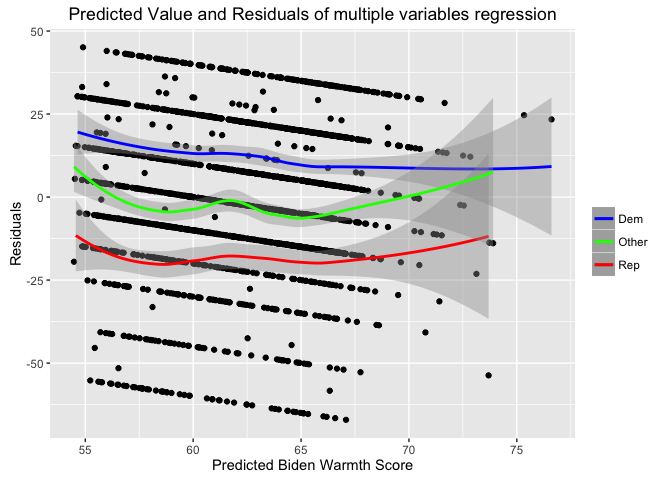 Predicted Value and Residuals of multiple variables regression
50
25
0
-25
-50
Residuals
55 60 65 70 75
Predicted Biden Warmth Score
Dem
Other
Rep